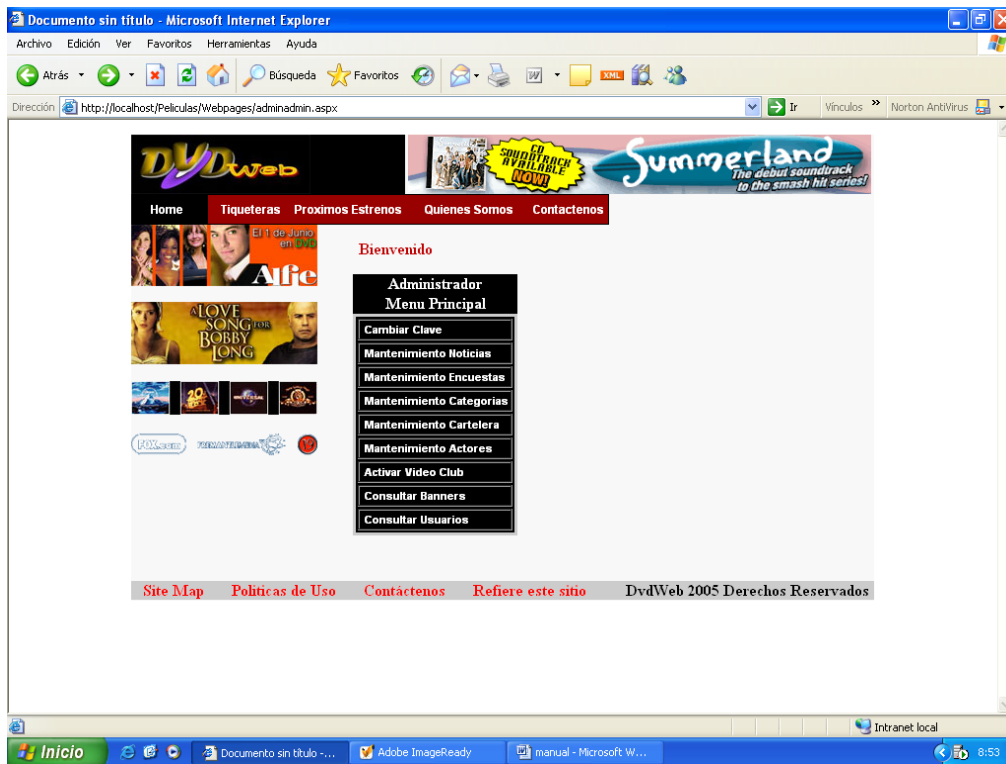 Documento sin título - Microsoft Internet Explorer
Archivo Edición Ver Favoritos Herramientas Ayuda
Atrás Búsqueda Favoritos
Dirección http://localhost/Peliculas/Webpages/adminadmin.aspx Ir Vínculos » Norton AntiVirus
DVDweb
CD SOUNDTRACK AVAILABLE NOW!
Summerland
The debut soundtrack
to the smash hit series!
Home Tiqueteras Proximos Estrenos Quienes Somos Contactenos
El 1 de Junio
en DVD
Alfie
A LOVE
SONG FOR
BOBBY
LONG
FOX.com
Bienvenido
Administrador
Menu Principal
Cambiar Clave
Mantenimiento Noticias
Mantenimiento Encuestas
Mantenimiento Categorias
Mantenimiento Cartelera
Mantenimiento Actores
Activar Video Club
Consultar Banners
Consultar Usuarios
Site Map Politicas de Uso Contáctenos Refiere este sitio DvdWeb 2005 Derechos Reservados
Intranet local
Inicio Documento sin título -... Adobe ImageReady manual - Microsoft W... 8:53